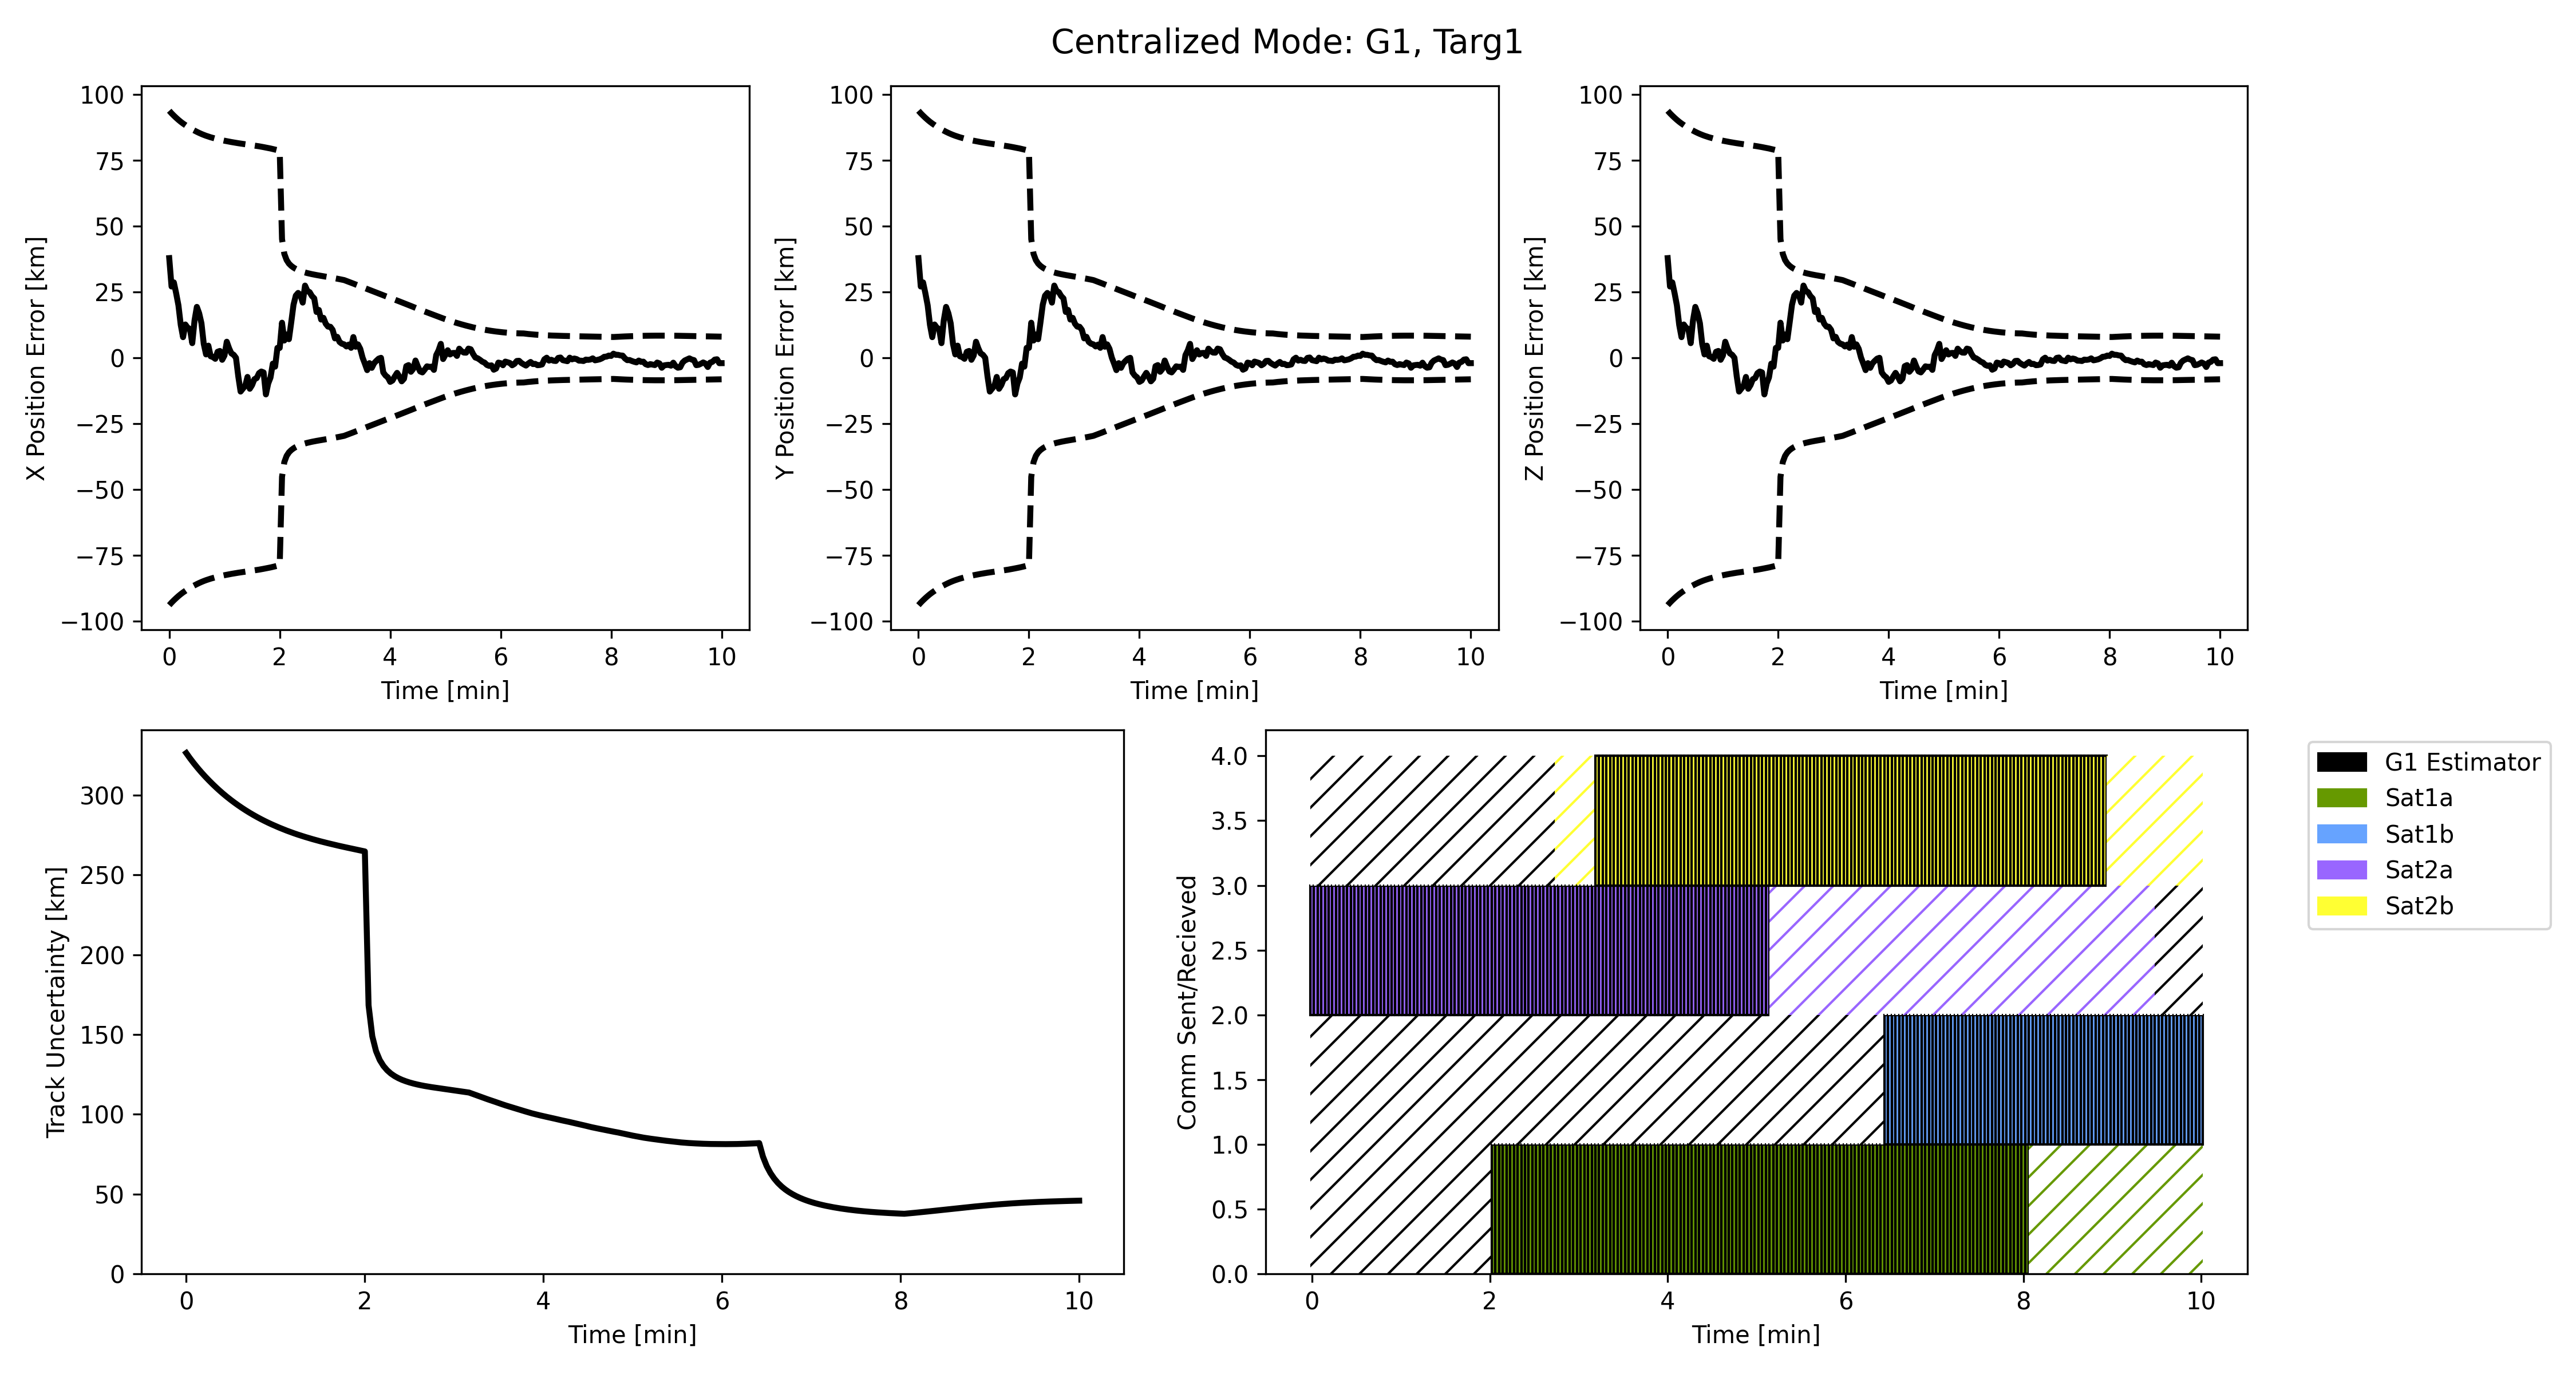 Centralized Mode: G1, Targ1
100
75
50
25
0
−25
−50
−75
−100
X Position Error [km]
0 2 4 6 8 10
Time [min]
100
75
50
25
0
−25
−50
−75
−100
Y Position Error [km]
0 2 4 6 8 10
Time [min]
100
75
50
25
0
−25
−50
−75
−100
Z Position Error [km]
0 2 4 6 8 10
Time [min]
300
250
200
150
100
50
0
Track Uncertainty [km]
0 2 4 6 8 10
Time [min]
4.0
3.5
3.0
2.5
2.0
1.5
1.0
0.5
0.0
Comm Sent/Recieved
0 2 4 6 8 10
Time [min]
G1 Estimator
Sat1a
Sat1b
Sat2a
Sat2b